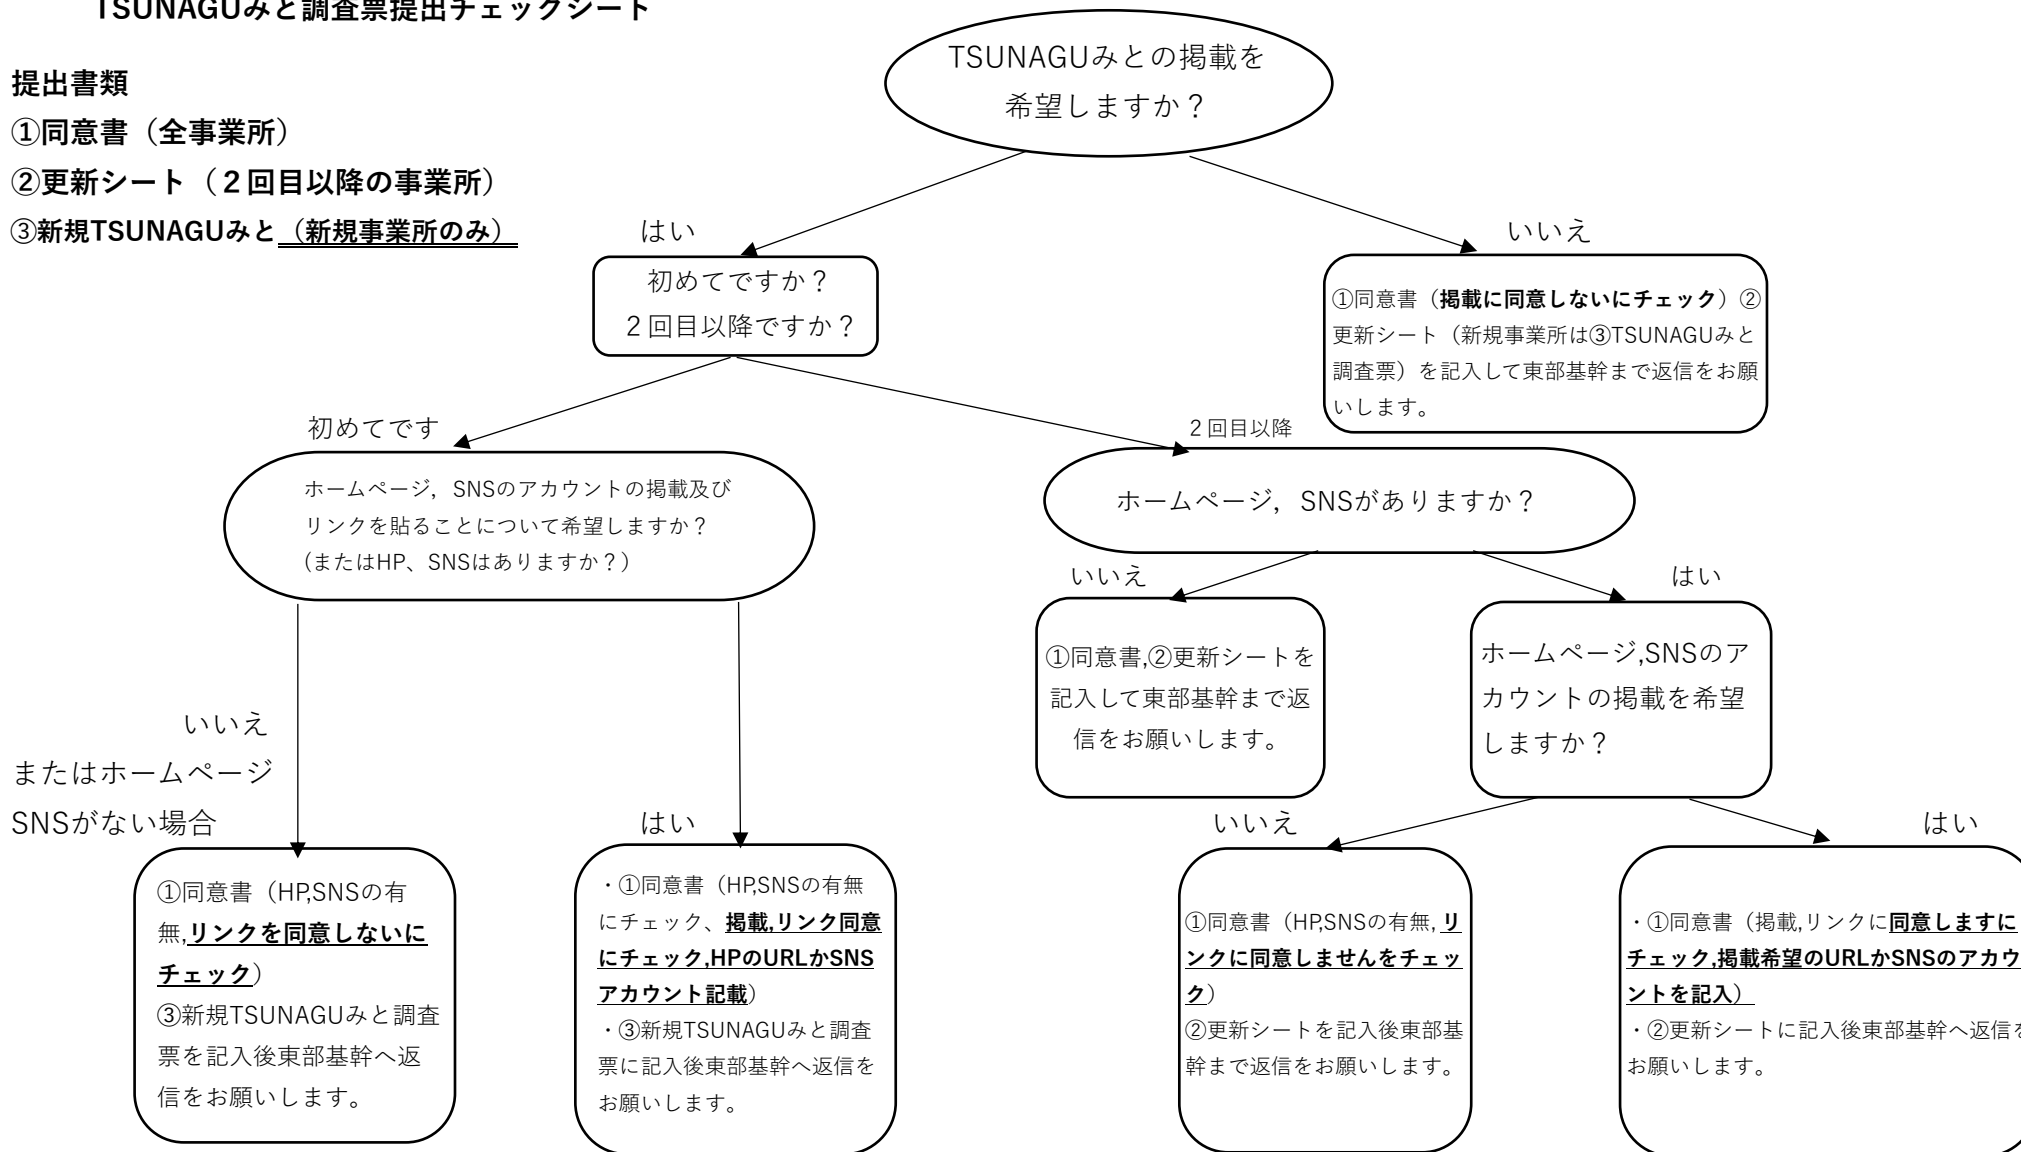 TSUNAGUみと調査票提出チェックシート
提出書類
①同意書（全事業所）
②更新シート（２回目以降の事業所）
③新規TSUNAGUみと（新規事業所のみ）
TSUNAGUみとの掲載を
希望しますか？
はい
いいえ
初めてですか？
２回目以降ですか？
①同意書（掲載に同意しないにチェック）②
更新シート（新規事業所は③TSUNAGUみと
調査票）を記入して東部基幹まで返信をお願
いします。
初めてです
２回目以降
ホームページ，SNSのアカウントの掲載及び
リンクを貼ることについて希望しますか？
(またはHP、SNSはありますか？)
ホームページ，SNSがありますか？
いいえ
はい
①同意書,②更新シートを
記入して東部基幹まで返
信をお願いします。
ホームページ,SNSのア
カウントの掲載を希望
しますか？
いいえ
またはホームページ
SNSがない場合
はい
いいえ
はい
①同意書（HP,SNSの有
無,リンクを同意しないに
チェック）
③新規TSUNAGUみと調査
票を記入後東部基幹へ返
信をお願いします。
・①同意書（HP,SNSの有無
にチェック、掲載,リンク同意
にチェック,HPのURLかSNS
アカウント記載）
・③新規TSUNAGUみと調査
票に記入後東部基幹へ返信を
お願いします。
①同意書（HP,SNSの有無,リ
ンクに同意しませんをチェッ
ク）
②更新シートを記入後東部基
幹まで返信をお願いします。
・①同意書（掲載,リンクに同意しますに
チェック,掲載希望のURLかSNSのアカウ
ントを記入）
・②更新シートに記入後東部基幹へ返信を
お願いします。